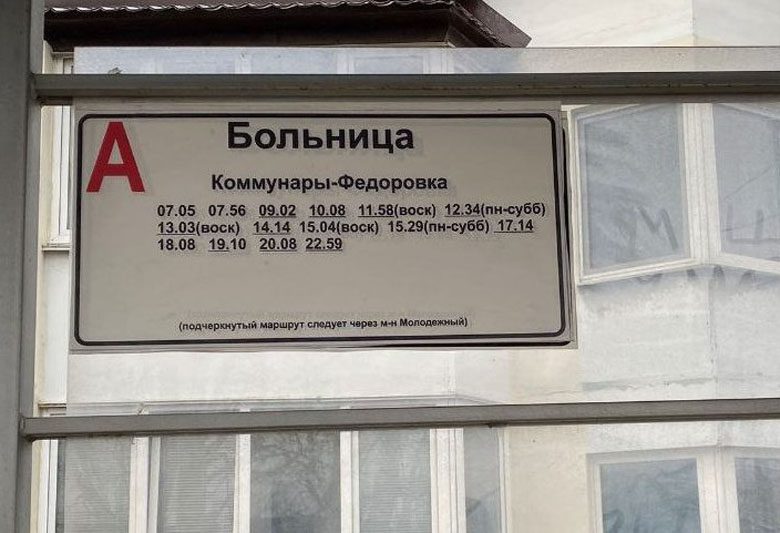 А
Больница
Коммунары-Федоровка
07.05 07.56 09.02 10.08 11.58(воск) 12.34(пн-субб)
13.03(воск) 14.14 15.04(воск) 15.29(пн-субб) 17.14
18.08 19.10 20.08 22.59
(подчеркнутый маршрут следует через м-н Молодежный)